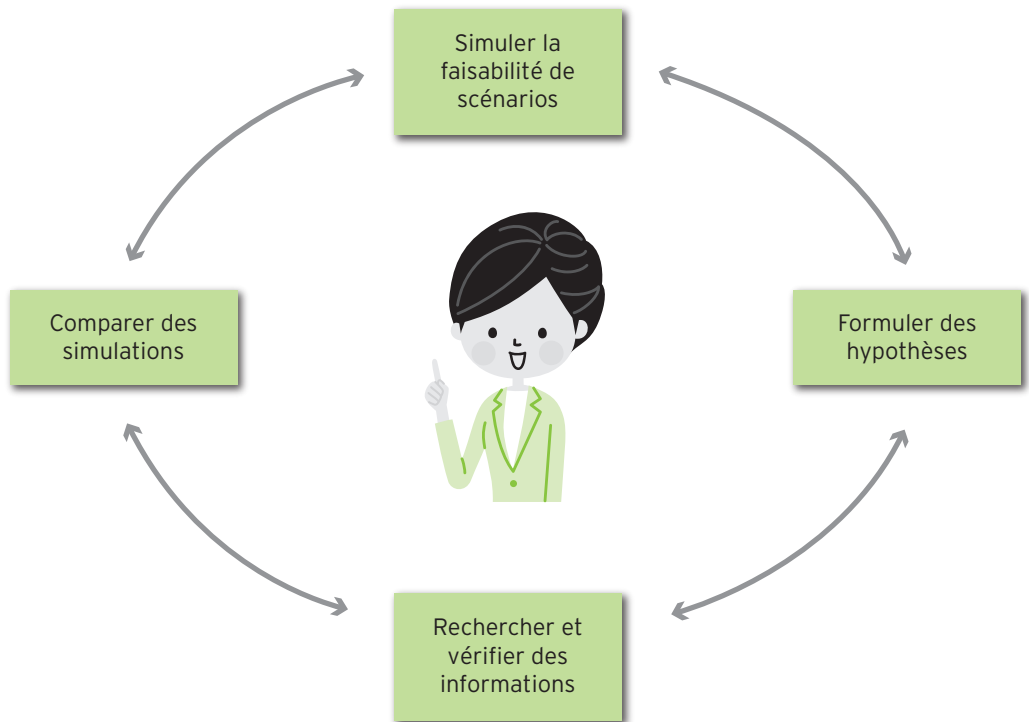 Simuler la
faisabilité de
scénarios
Comparer des
simulations
Formuler des
hypothèses
Rechercher et
vérifier des
informations